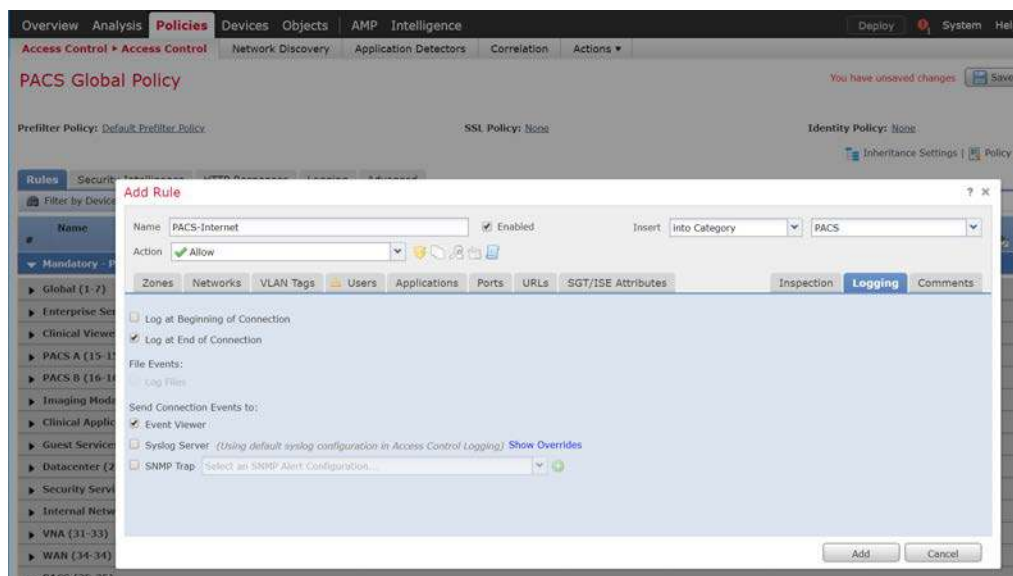 Overview Analysis Policies Devices Objects AMP Intelligence Deploy 1 System Hel
Access Control ▸ Access Control Network Discovery Application Detectors Correlation Actions ▾
PACS Global Policy You have unsaved changes Save
Prefilter Policy: Default Prefilter Policy SSL Policy: None Identity Policy: None
Inheritance Settings | Policy
Rules
Filter by Device
Add Rule ? ×
Name
#
Name PACS-Internet Enabled Insert into Category PACS
Action Allow
Mandatory - P
Zones Networks VLAN Tags Users Applications Ports URLs SGT/ISE Attributes Inspection Logging Comments
Global (1-7)
Enterprise Ser
Clinical Viewe
PACS A (15-15
PACS B (16-16
Imaging Moda
Clinical Applic
Guest Service
Datacenter (2
Security Servi
Internal Netw
VNA (31-33)
WAN (34-34)
Log at Beginning of Connection
Log at End of Connection
File Events:
Log Files
Send Connection Events to:
Event Viewer
Syslog Server (Using default syslog configuration in Access Control Logging) Show Overrides
SNMP Trap Select an SNMP Alert Configuration...
Add Cancel